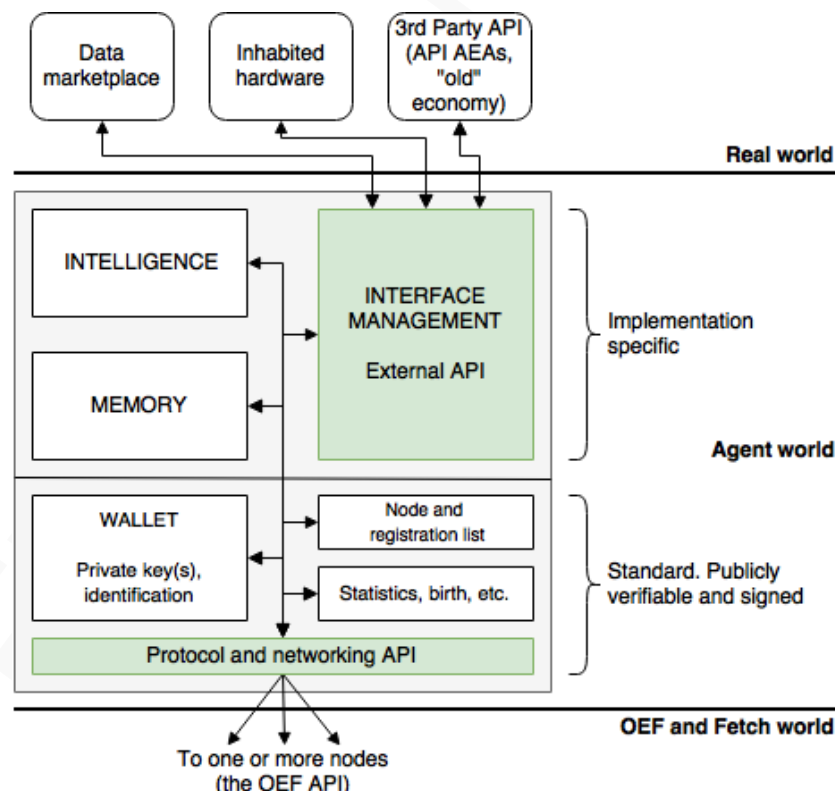 Data
marketplace
Inhabited
hardware
3rd Party API
(API AEAs,
"old"
economy)
Real world
INTELLIGENCE
INTERFACE
MANAGEMENT
External API
MEMORY
Implementation
specific
Agent world
WALLET
Private key(s),
identification
Node and
registration list
Statistics, birth, etc.
Standard. Publicly
verifiable and signed
Protocol and networking API
OEF and Fetch world
To one or more nodes
(the OEF API)